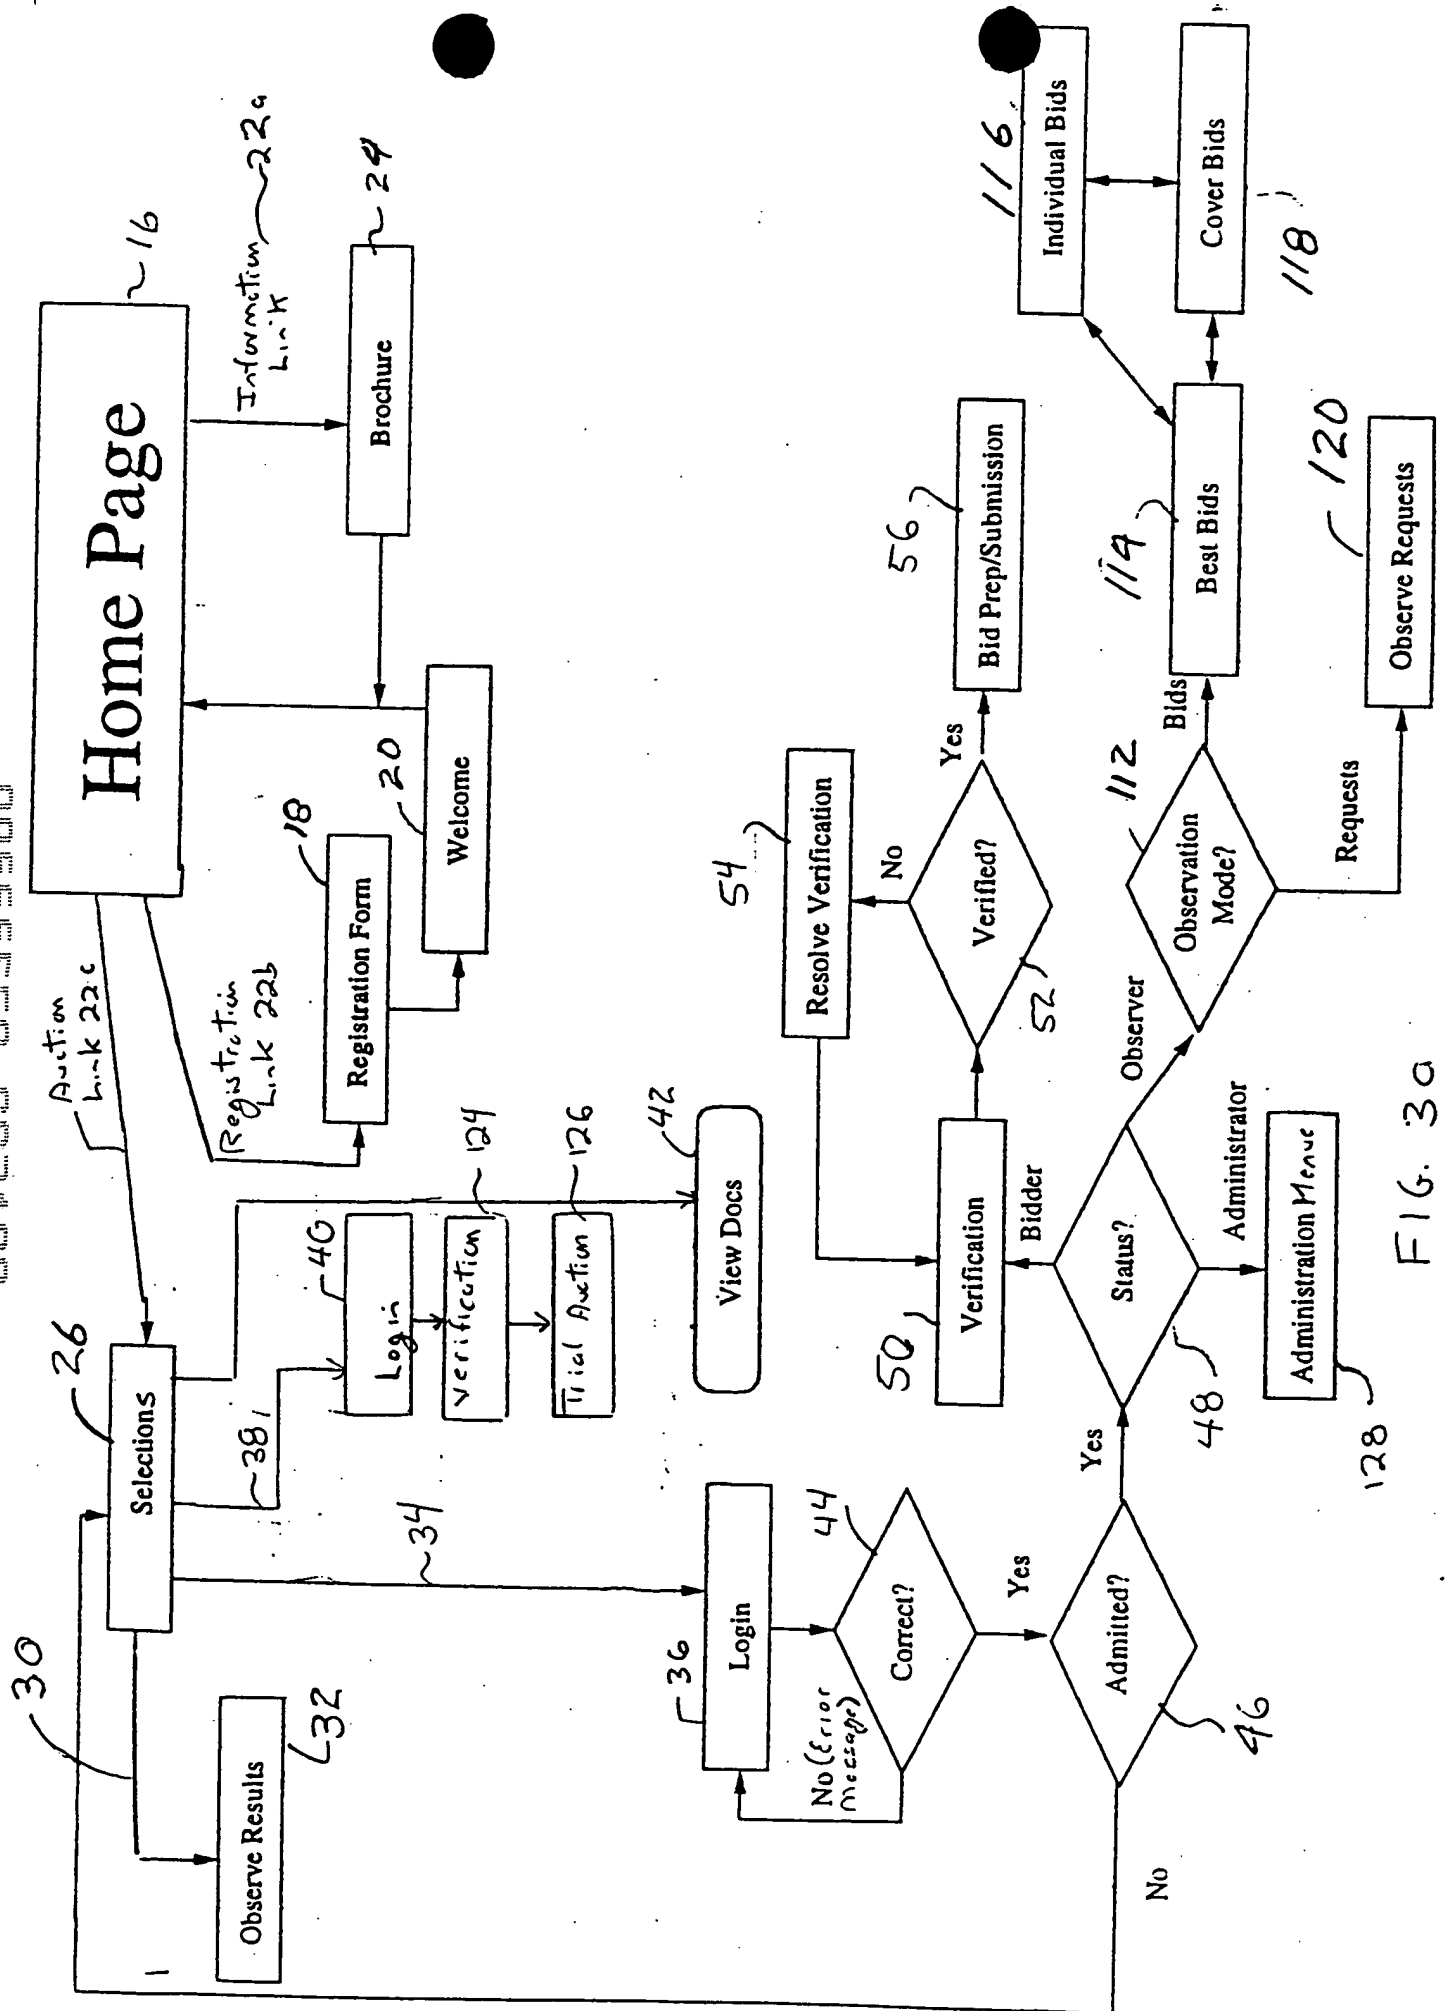 Home Page
16
Information 22a
Link
Brochure
24
Auction
Link 22c
Registration
Link 22b
Registration Form
18
Welcome
20
30
Selections
26
Observe Results
32
34
38
Login
40
Verification
124
Trial Auction
126
View Docs
42
Login
36
Correct?
44
No (Error
message)
Yes
Admitted?
46
No
Yes
Status?
48
Bidder
Observer
Administrator
Administration Menue
128
Verification
50
Verified?
52
No
Yes
Resolve Verification
54
Bid Prep/Submission
56
Observation
Mode?
112
Bids
Requests
Best Bids
114
Individual Bids
116
Cover Bids
118
Observe Requests
120
FIG. 3a